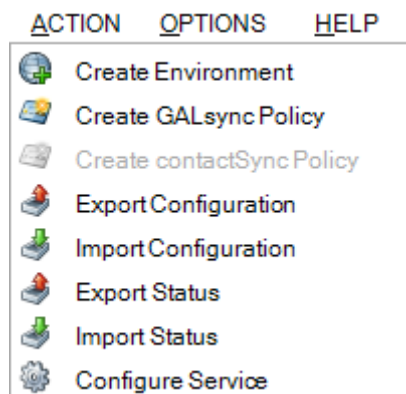 ACTION OPTIONS HELP
Create Environment
Create GALsync Policy
Create contactSync Policy
Export Configuration
Import Configuration
Export Status
Import Status
Configure Service